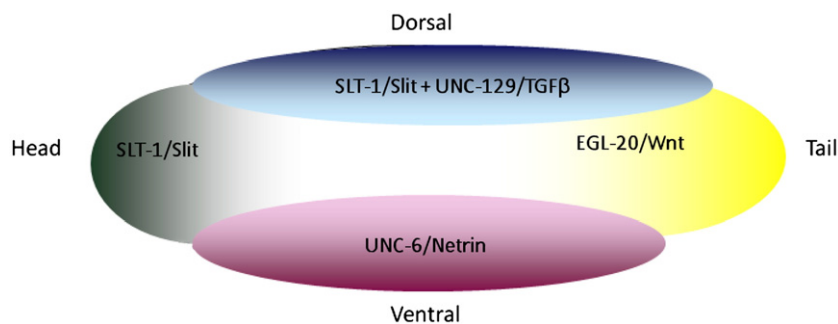 Dorsal
SLT-1/Slit + UNC-129/TGFβ
Head
SLT-1/Slit
EGL-20/Wnt
Tail
UNC-6/Netrin
Ventral